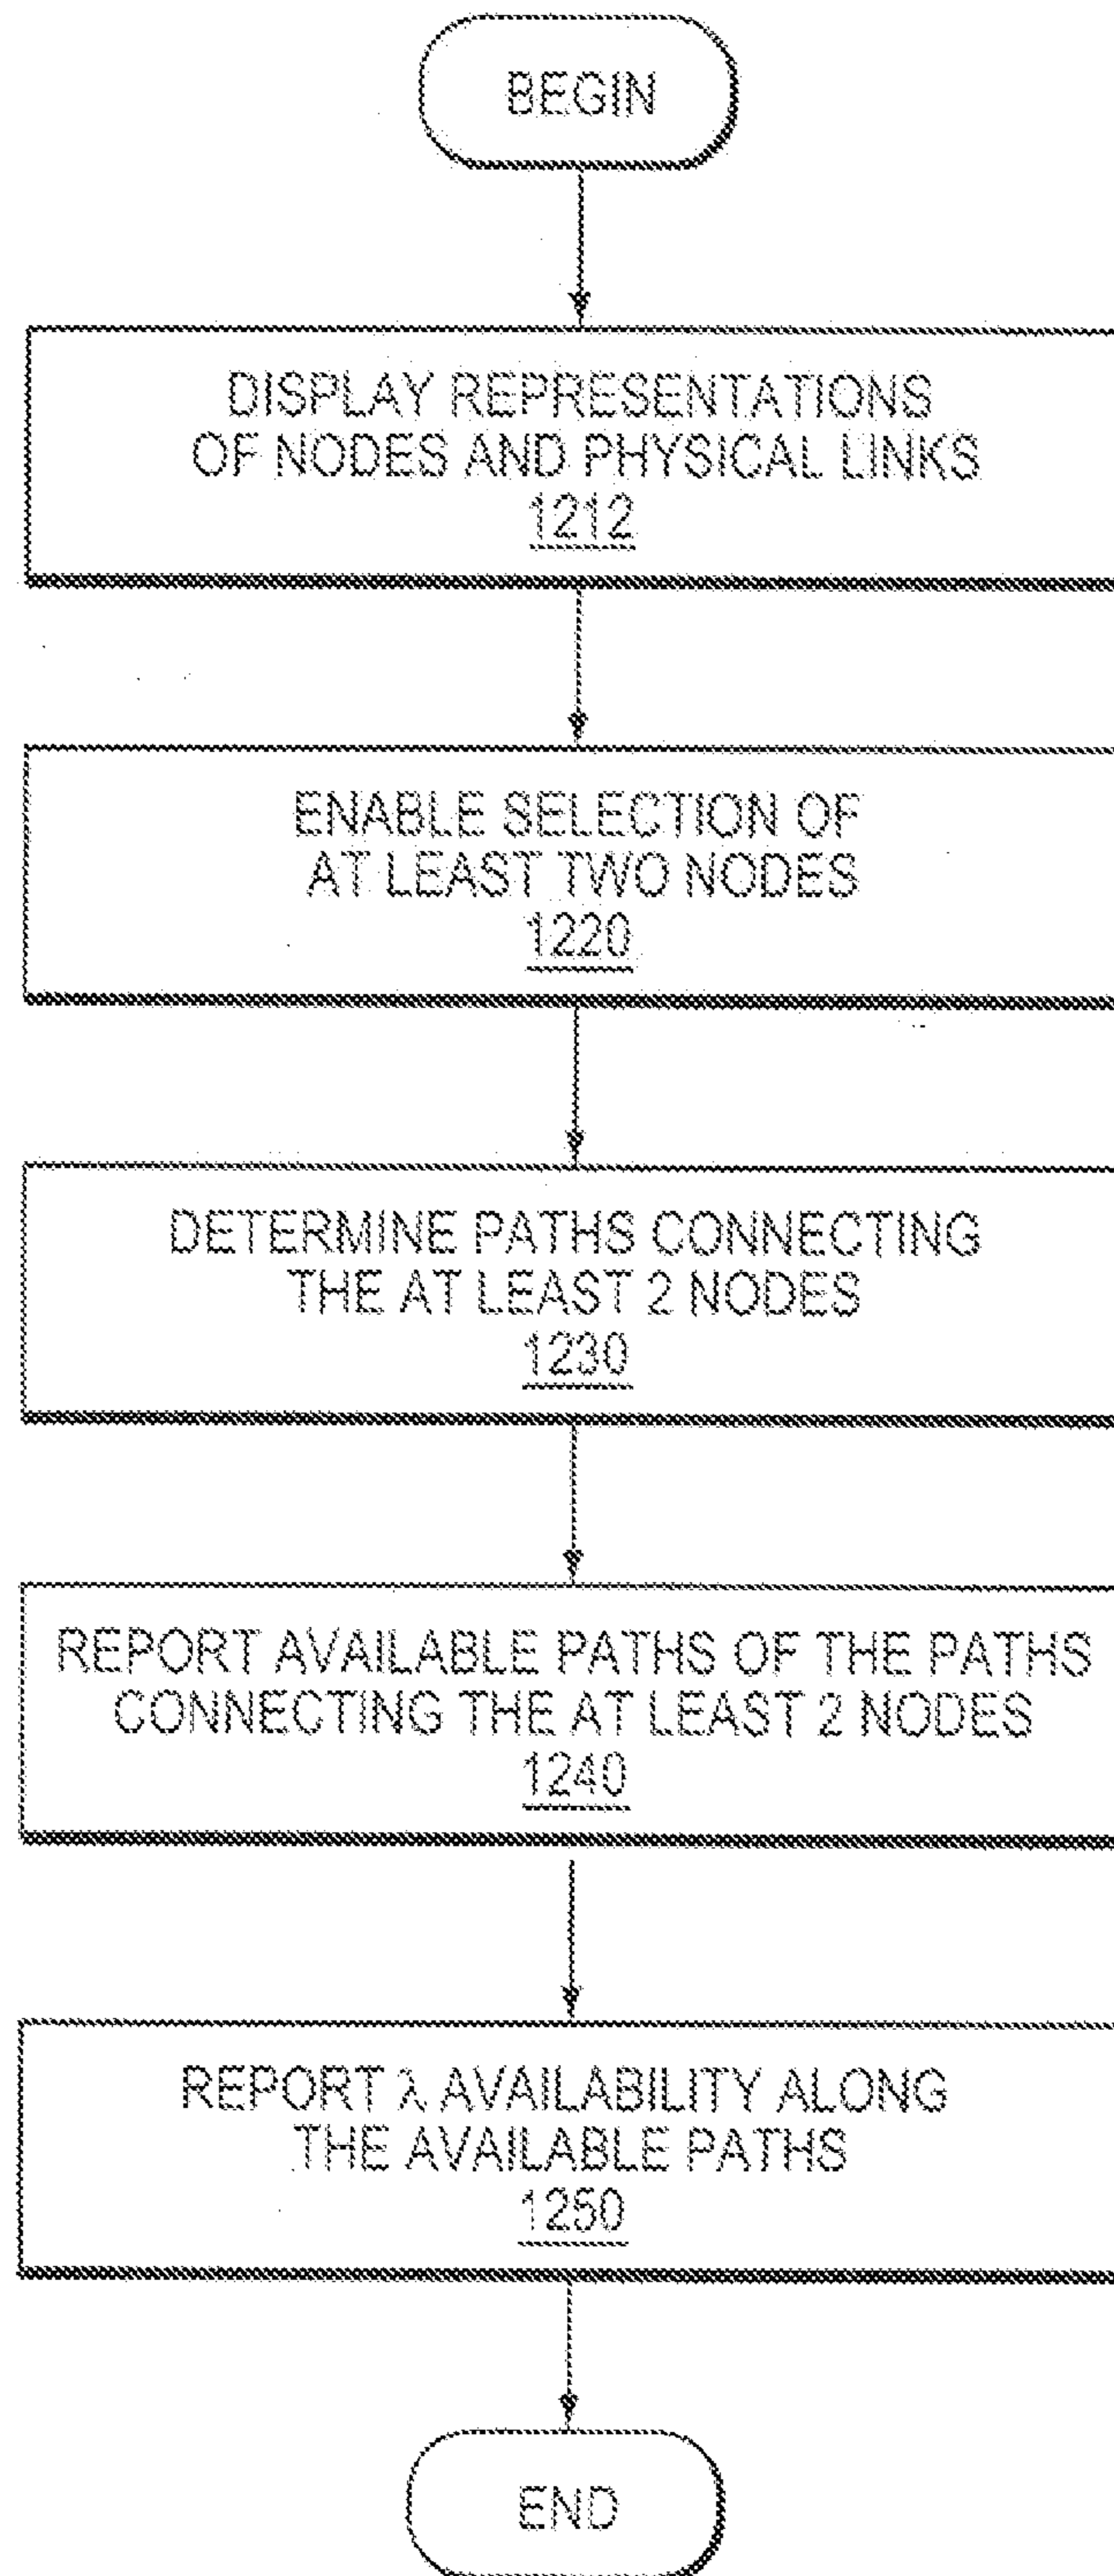 BEGIN
DISPLAY REPRESENTATIONS
OF NODES AND PHYSICAL LINKS
1212
ENABLE SELECTION OF
AT LEAST TWO NODES
1220
DETERMINE PATHS CONNECTING
THE AT LEAST 2 NODES
1230
REPORT AVAILABLE PATHS OF THE PATHS
CONNECTING THE AT LEAST 2 NODES
1240
REPORT λ AVAILABILITY ALONG
THE AVAILABLE PATHS
1250
END